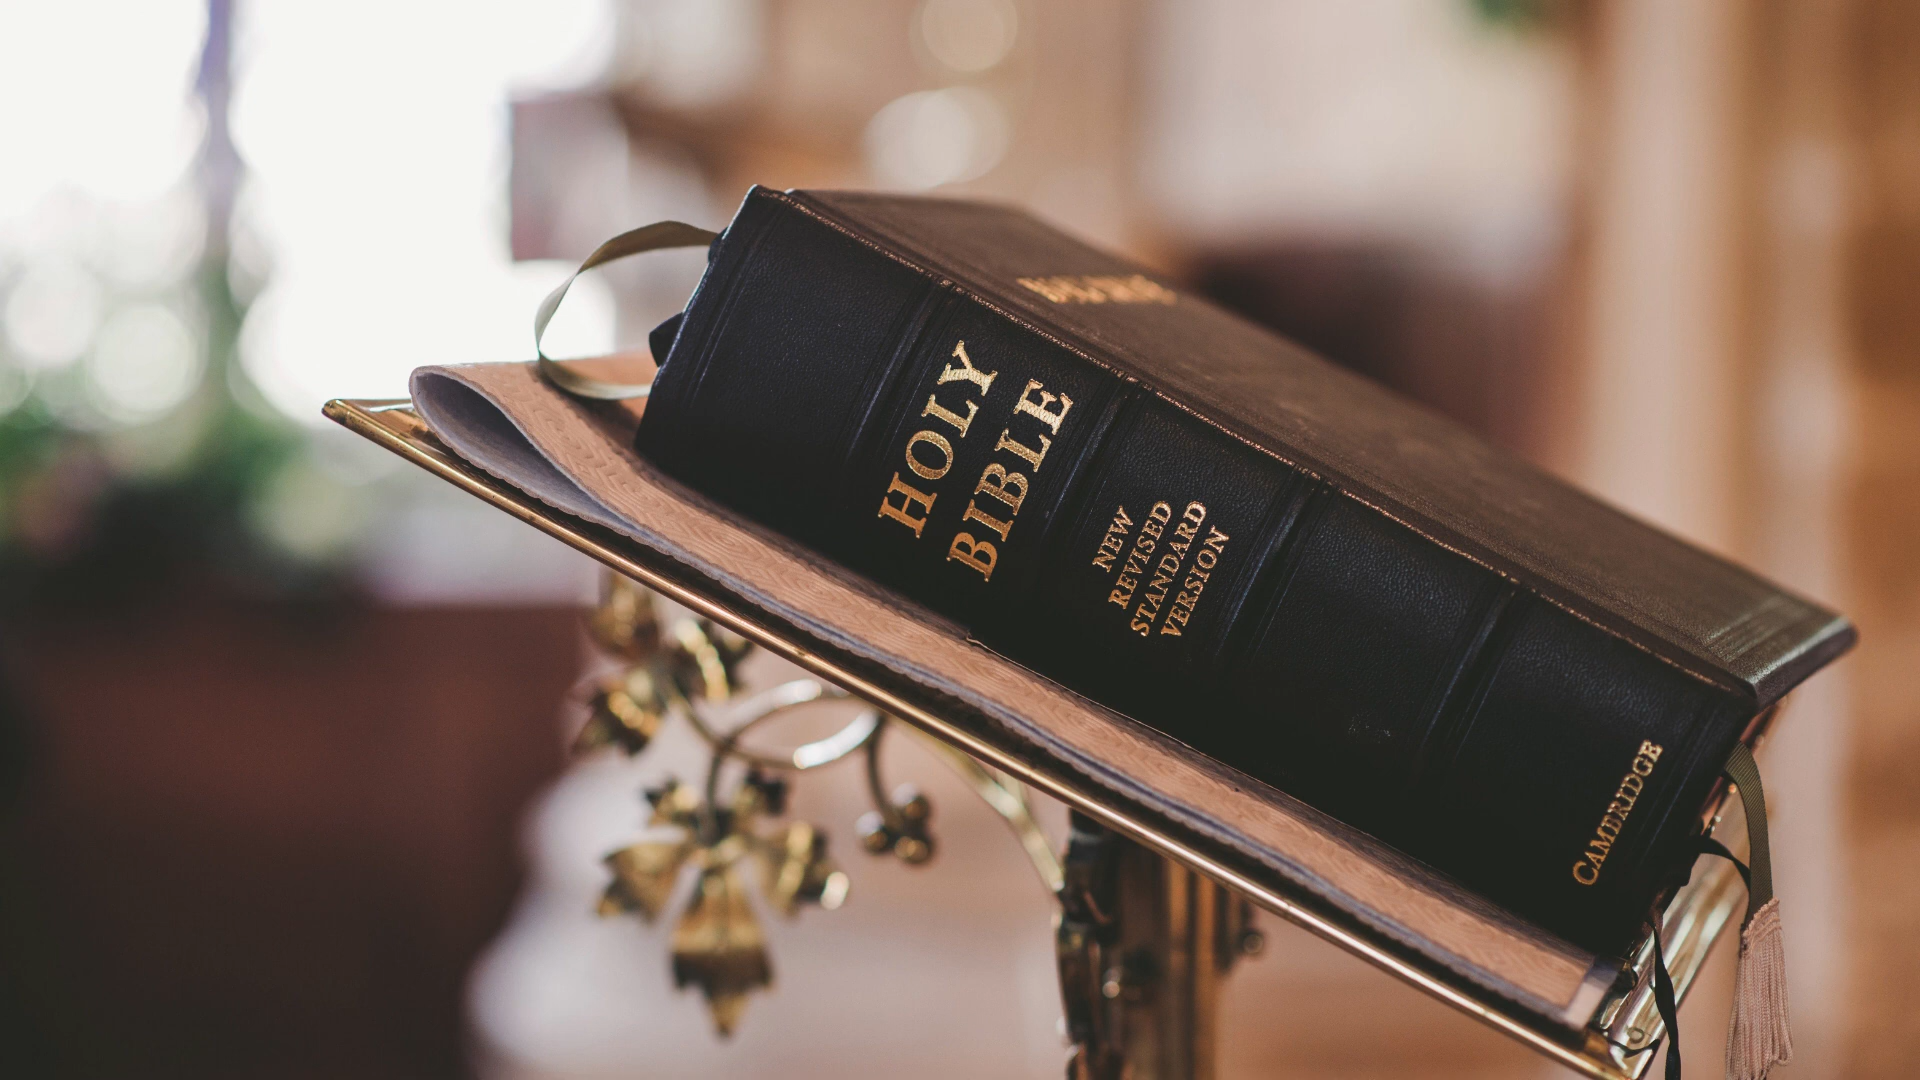 HOLY
BIBLE
NEW
REVISED
STANDARD
VERSION
CAMBRIDGE